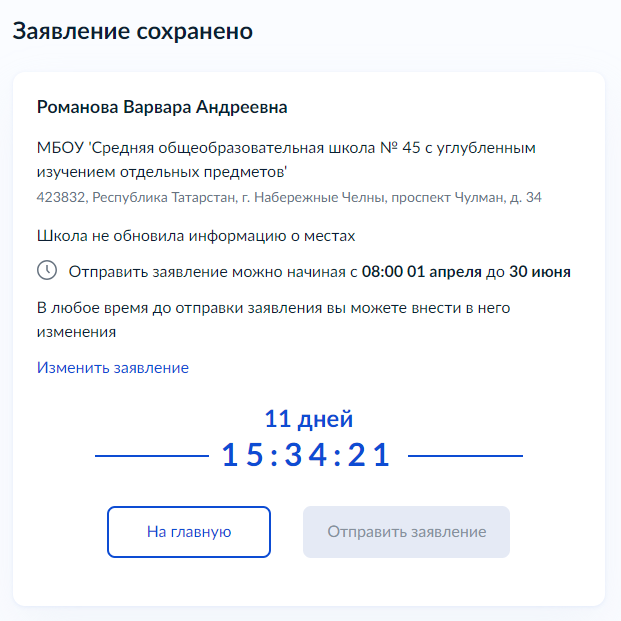 Заявление сохранено
Романова Варвара Андреевна
МБОУ 'Средняя общеобразовательная школа № 45 с углубленным
изучением отдельных предметов'
423832, Республика Татарстан, г. Набережные Челны, проспект Чулман, д. 34
Школа не обновила информацию о местах
Отправить заявление можно начиная с 08:00 01 апреля до 30 июня
В любое время до отправки заявления вы можете внести в него
изменения
Изменить заявление
11 дней
15:34:21
На главную
Отправить заявление